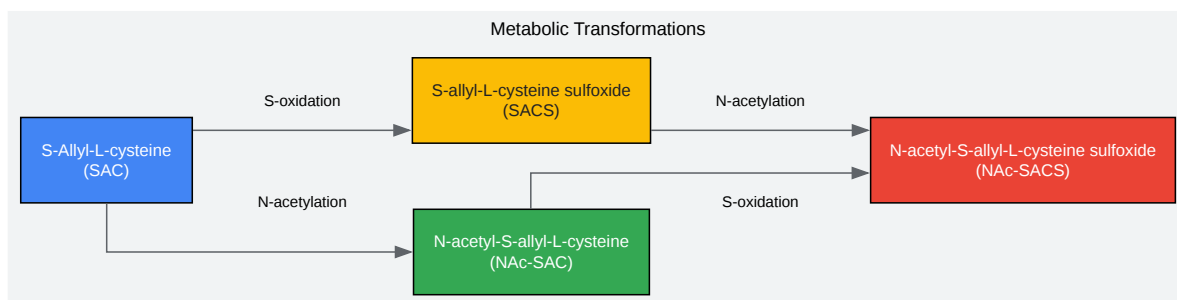 Metabolic Transformations
S-oxidation
S-allyl-L-cysteine sulfoxide
(SACS)
N-acetylation
S-Allyl-L-cysteine
(SAC)
N-acetyl-S-allyl-L-cysteine sulfoxide
(NAc-SACS)
N-acetylation
N-acetyl-S-allyl-L-cysteine
(NAc-SAC)
S-oxidation